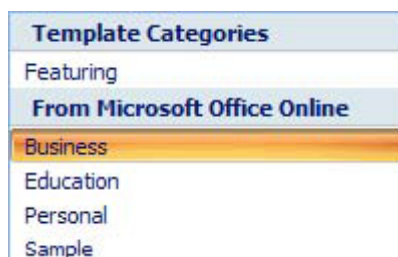 Template Categories
Featuring
From Microsoft Office Online
Business
Education
Personal
Sample